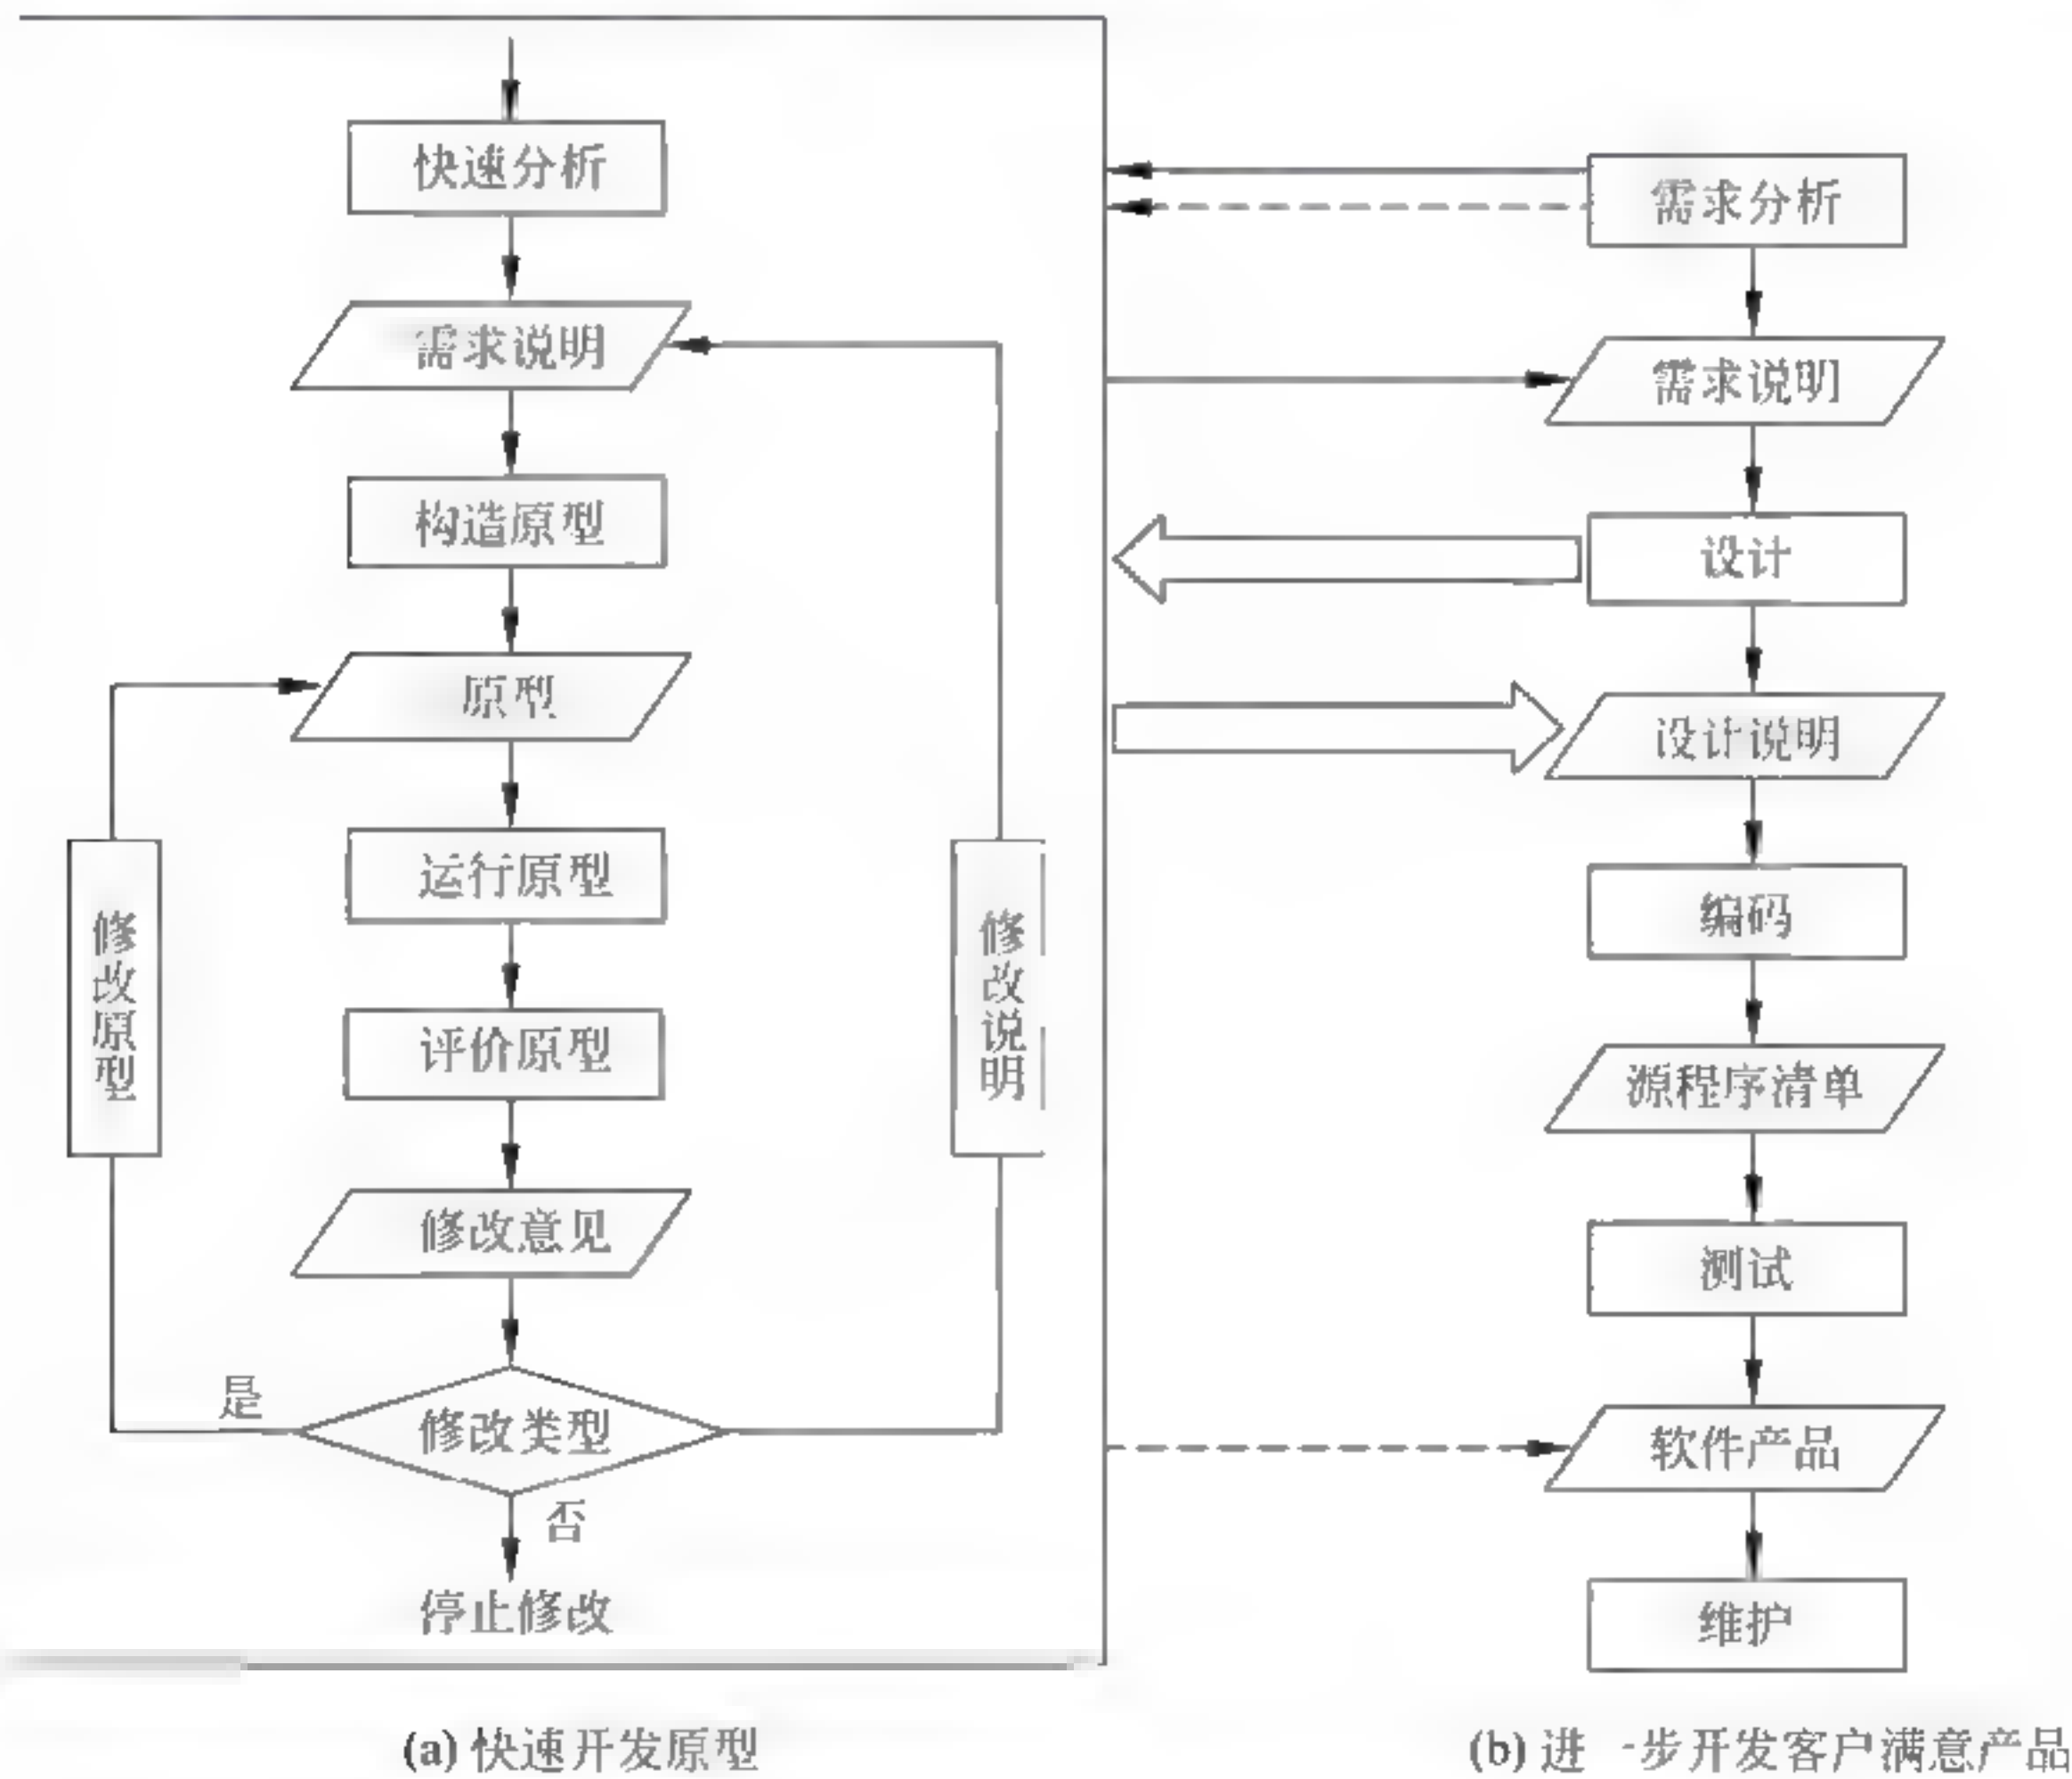 快速分析
需求说明
构造原型
原型
运行原型
评价原型
修改意见
修改类型
是
否
停止修改
修改原型
修改说明
(a) 快速开发原型
需求分析
需求说明
设计
设计说明
编码
源程序清单
测试
软件产品
维护
(b) 进一步开发客户满意产品